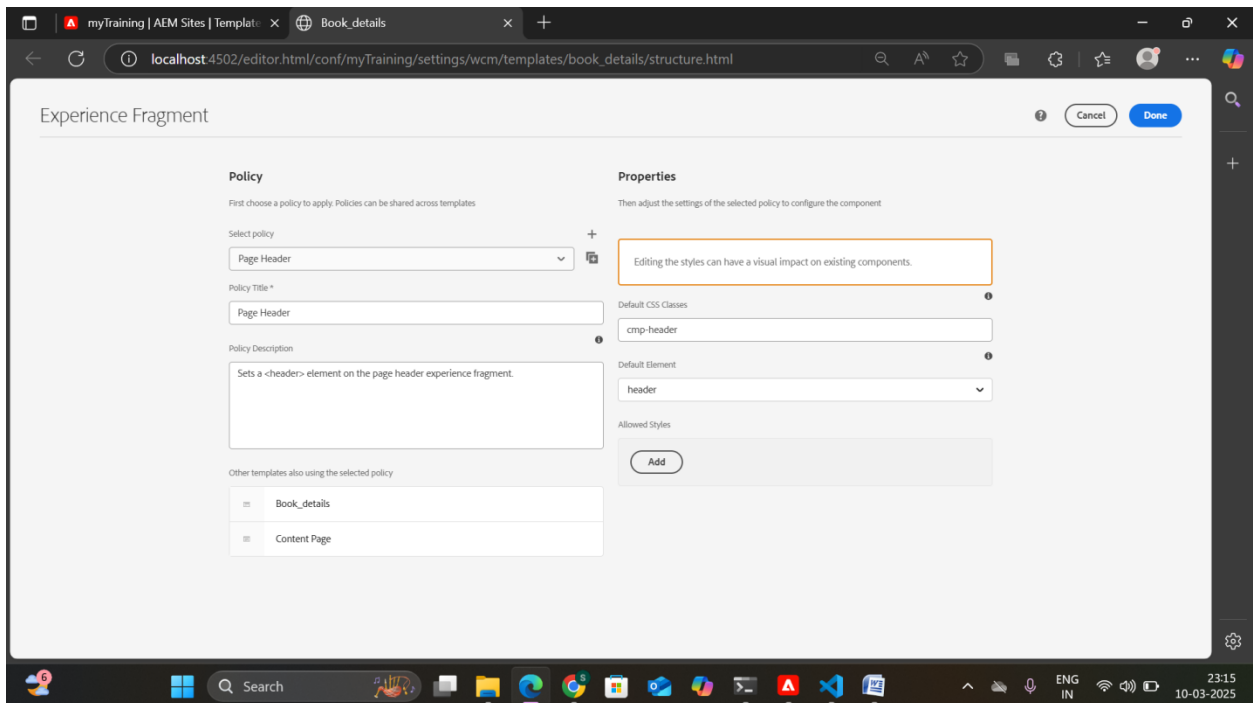 myTraining | AEM Sites | Template
Book_details
localhost:4502/editor.html/conf/myTraining/settings/wcm/templates/book_details/structure.html
Experience Fragment
Cancel
Done
Policy
First choose a policy to apply. Policies can be shared across templates
Select policy
Page Header
Policy Title *
Page Header
Policy Description
Sets a <header> element on the page header experience fragment.
Other templates also using the selected policy
Book_details
Content Page
Properties
Then adjust the settings of the selected policy to configure the component
Editing the styles can have a visual impact on existing components.
Default CSS Classes
cmp-header
Default Element
header
Allowed Styles
Add
6
Search
S
ENG
IN
23:15
10-03-2025